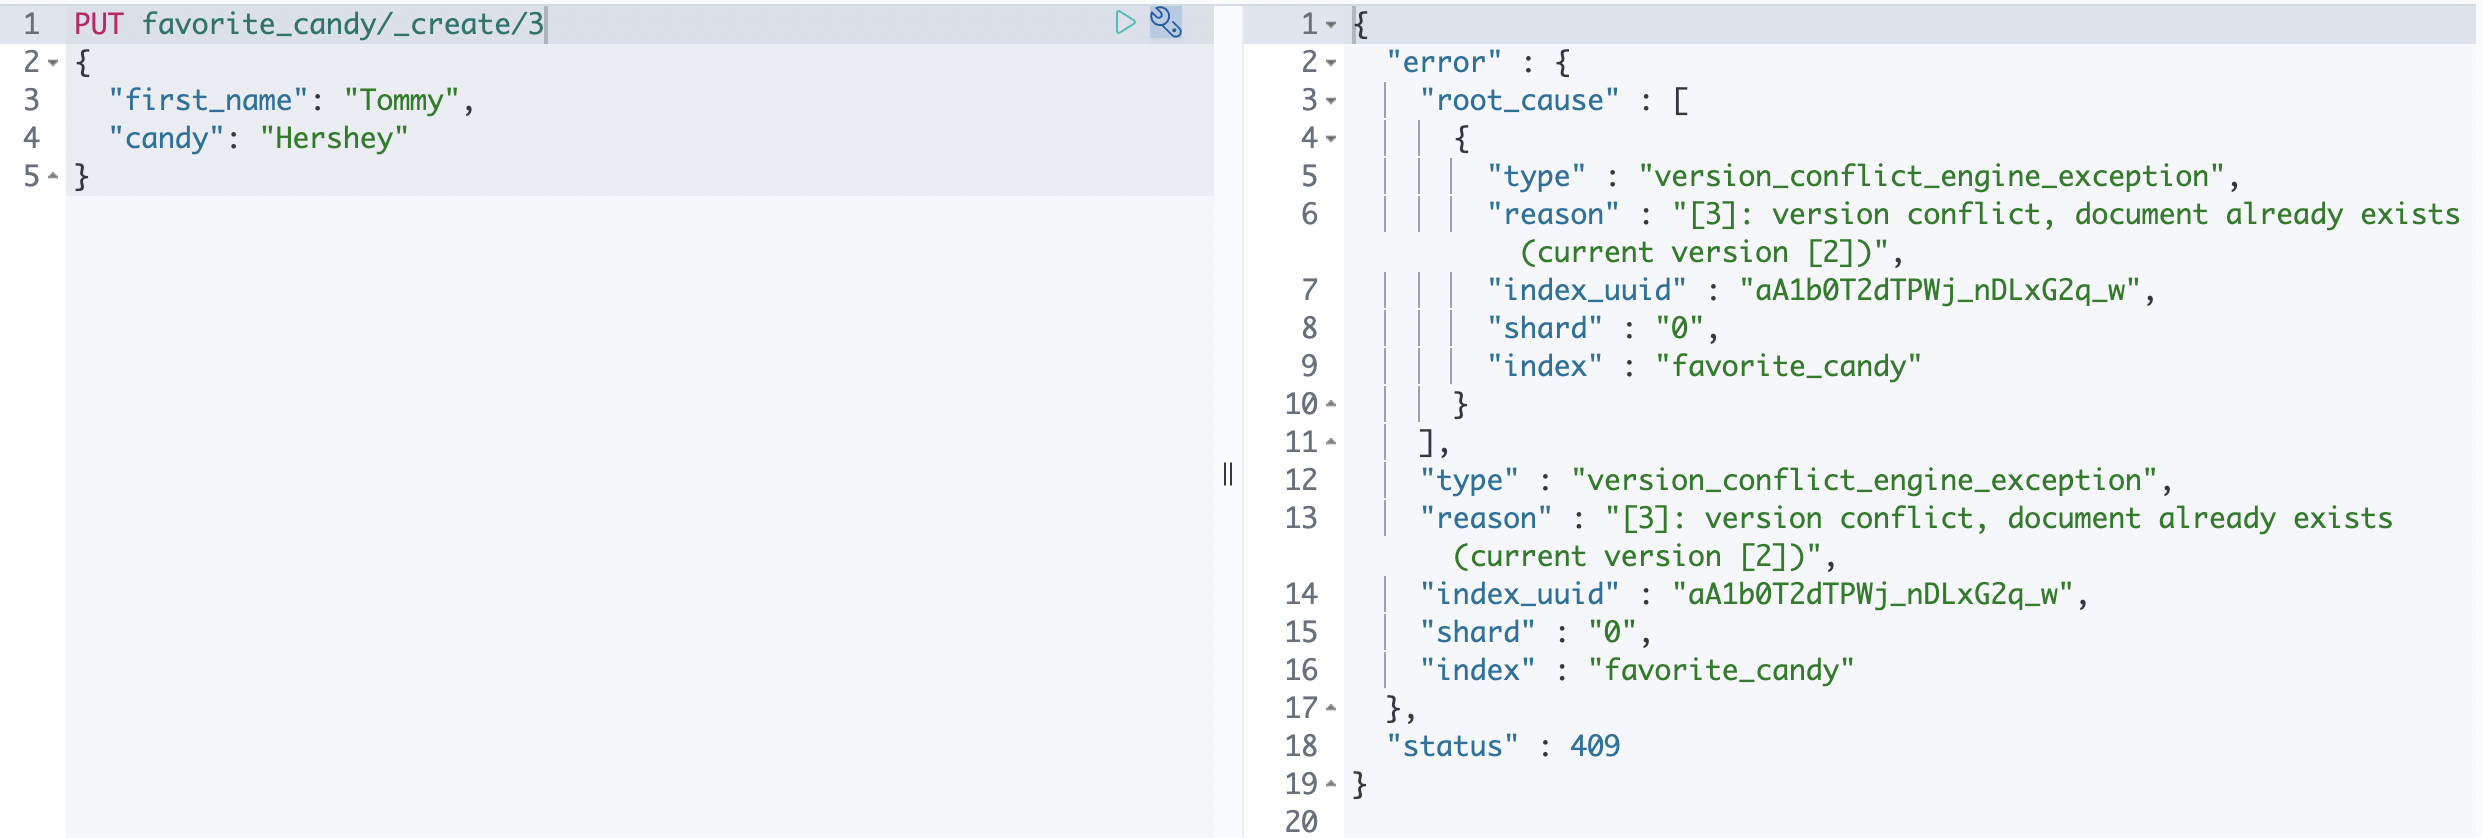 1 PUT favorite_candy/_create/3
2 {
3 "first_name": "Tommy",
4 "candy": "Hershey"
5 }
1 {
2 "error" : {
3 "root_cause" : [
4 {
5 "type" : "version_conflict_engine_exception",
6 "reason" : "[3]: version conflict, document already exists
(current version [2])",
7 "index_uuid" : "aA1b0T2dTPWj_nDLxG2q_w",
8 "shard" : "0",
9 "index" : "favorite_candy"
10 }
11 ],
12 "type" : "version_conflict_engine_exception",
13 "reason" : "[3]: version conflict, document already exists
(current version [2])",
14 "index_uuid" : "aA1b0T2dTPWj_nDLxG2q_w",
15 "shard" : "0",
16 "index" : "favorite_candy"
17 },
18 "status" : 409
19 }
20